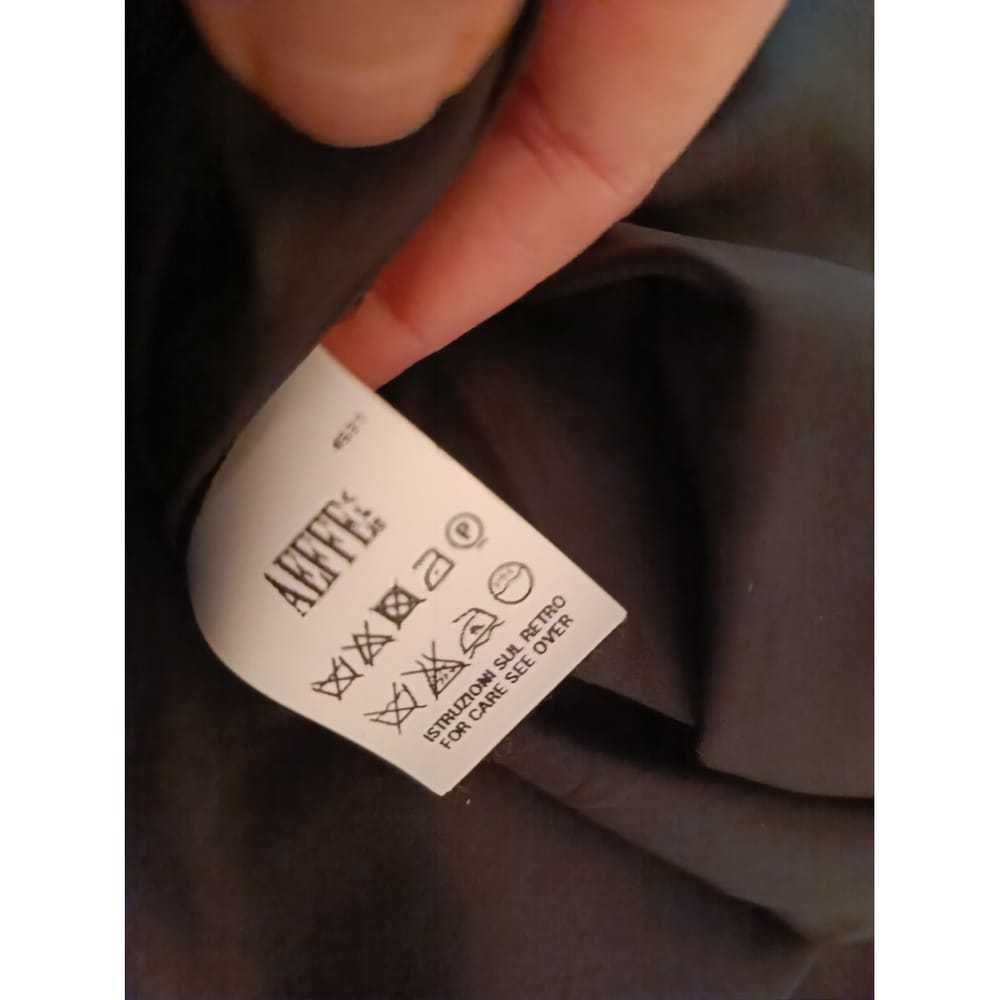 AEFFE
P
ISTRUZIONI SUL RETRO
FOR CARE SEE OVER